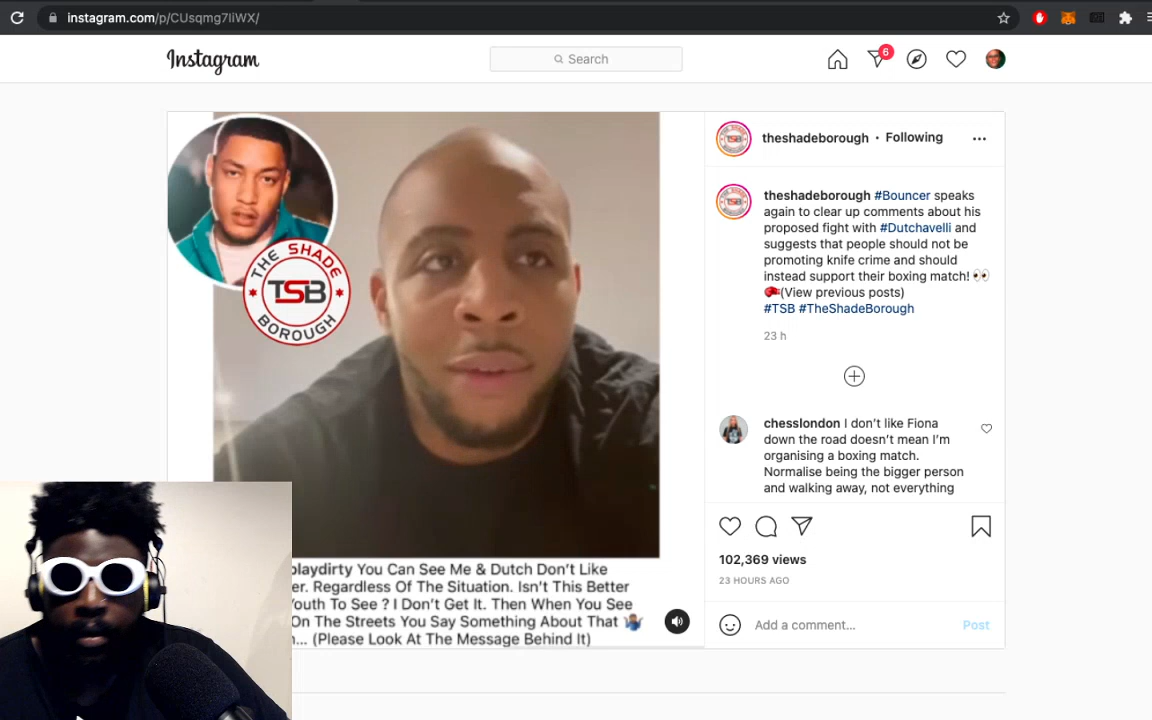 instagram.com/p/CUsqmg7IiWX/
Instagram
Search
6
THE SHADE
TSB
BOROUGH
playdirty You Can See Me & Dutch Don't Like
er. Regardless Of The Situation. Isn't This Better
outh To See ? I Don't Get It. Then When You See
On The Streets You Say Something About That 🤷🏾‍♂️
... (Please Look At The Message Behind It)
theshadeborough • Following
theshadeborough #Bouncer speaks
again to clear up comments about his
proposed fight with #Dutchavelli and
suggests that people should not be
promoting knife crime and should
instead support their boxing match! 👀
🥊(View previous posts)
#TSB #TheShadeBorough
23 h
chesslondon I don't like Fiona
down the road doesn't mean I'm
organising a boxing match.
Normalise being the bigger person
and walking away, not everything
102,369 views
23 HOURS AGO
Add a comment...
Post